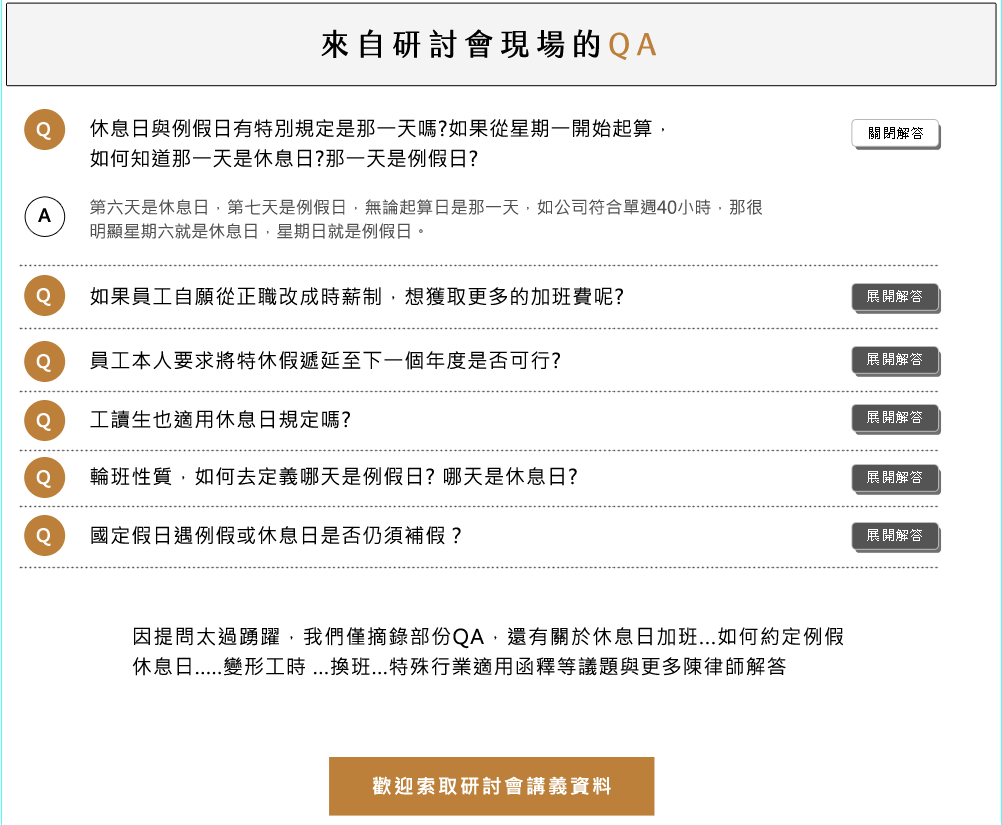 來自研討會現場的QA
Q
休息日與例假日有特別規定是那一天嗎?如果從星期一開始起算，
如何知道那一天是休息日?那一天是例假日?
關閉解答
A
第六天是休息日，第七天是例假日，無論起算日是那一天，如公司符合單週40小時，那很
明顯星期六就是休息日，星期日就是例假日。
Q
如果員工自願從正職改成時薪制，想獲取更多的加班費呢?
展開解答
Q
員工本人要求將特休假遞延至下一個年度是否可行?
展開解答
Q
工讀生也適用休息日規定嗎?
展開解答
Q
輪班性質，如何去定義哪天是例假日? 哪天是休息日?
展開解答
Q
國定假日遇例假或休息日是否仍須補假？
展開解答
因提問太過踴躍，我們僅摘錄部份QA，還有關於休息日加班...如何約定例假
休息日.....變形工時 ...換班...特殊行業適用函釋等議題與更多陳律師解答
歡迎索取研討會講義資料